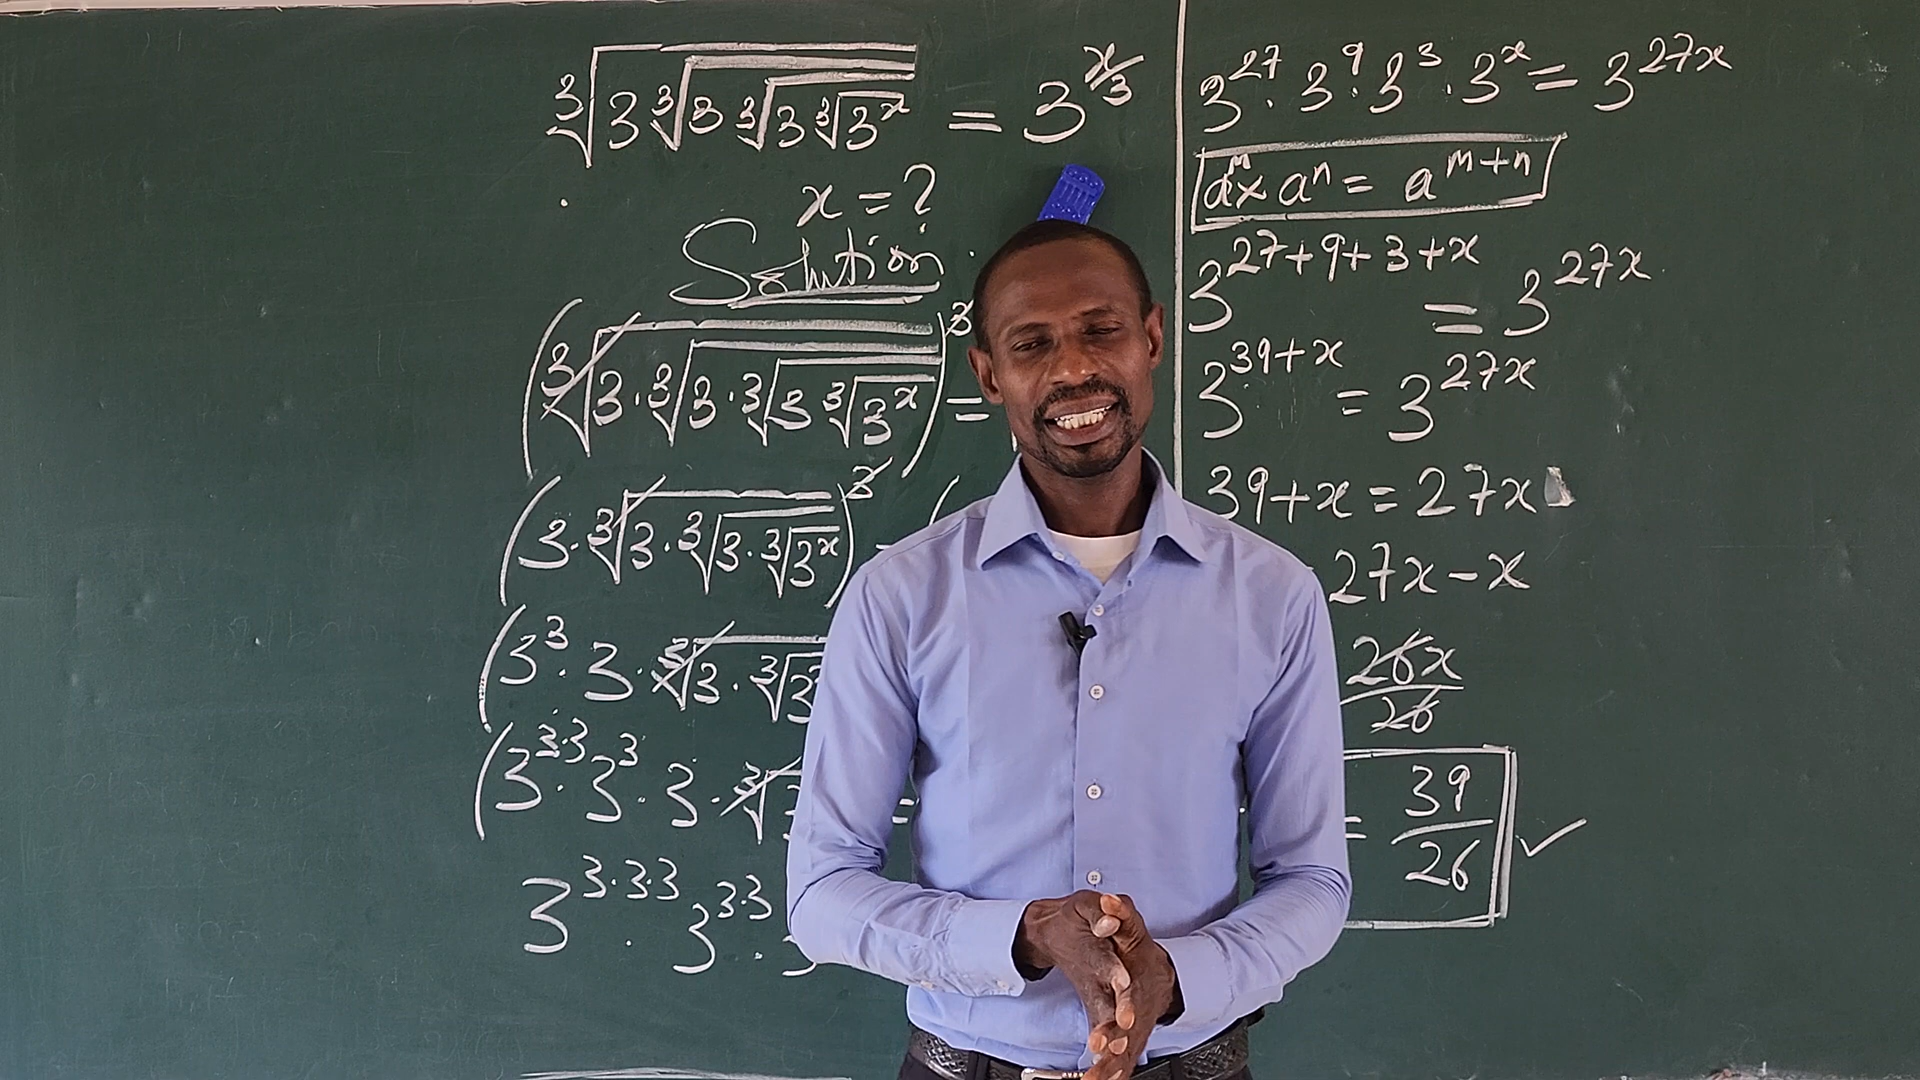 ∛(3∛(3∛(3∛(3^x)))) = 3^(x/3)
x = ?
Solution
(∛(3·∛(3·∛(3∛(3^x)))))^3 =
(3·∛(3·∛(3·∛(3^x))))^3 = (
(3^3·3·∛(3·∛(3
(3^(3·3)·3^3·3·∛( =
3^(3·3·3)·3^(3·3)·3
3^27·3^9·3^3·3^x = 3^(27x)
a^m × a^n = a^(m+n)
3^(27+9+3+x) = 3^(27x)
3^(39+x) = 3^(27x)
39+x = 27x
27x-x
26x/26
= 39/26 ✓